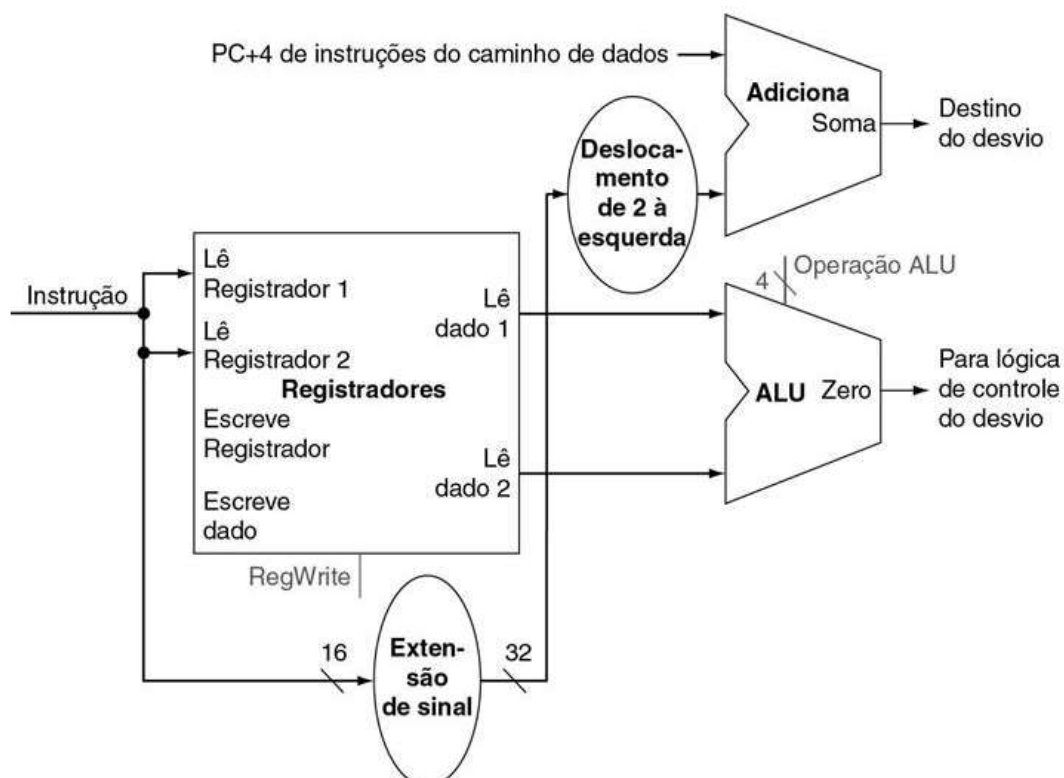 PC+4 de instruções do caminho de dados
Adiciona
Soma
Destino
do desvio
Desloca-
mento
de 2 à
esquerda
Instrução
Lê
Registrador 1
Lê
Registrador 2
Registradores
Escreve
Registrador
Escreve
dado
Lê
dado 1
Lê
dado 2
RegWrite
4
Operação ALU
ALU
Zero
Para lógica
de controle
do desvio
16
Exten-
são
de sinal
32